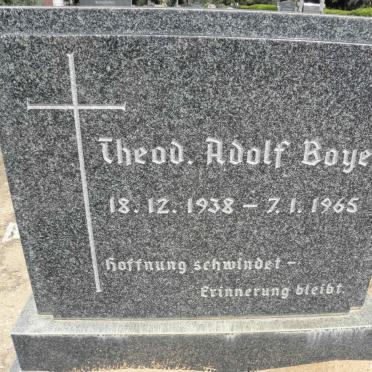 Theod. Adolf Boye
18.12.1938 – 7.1.1965
Hoffnung schwindet –
Erinnerung bleibt.